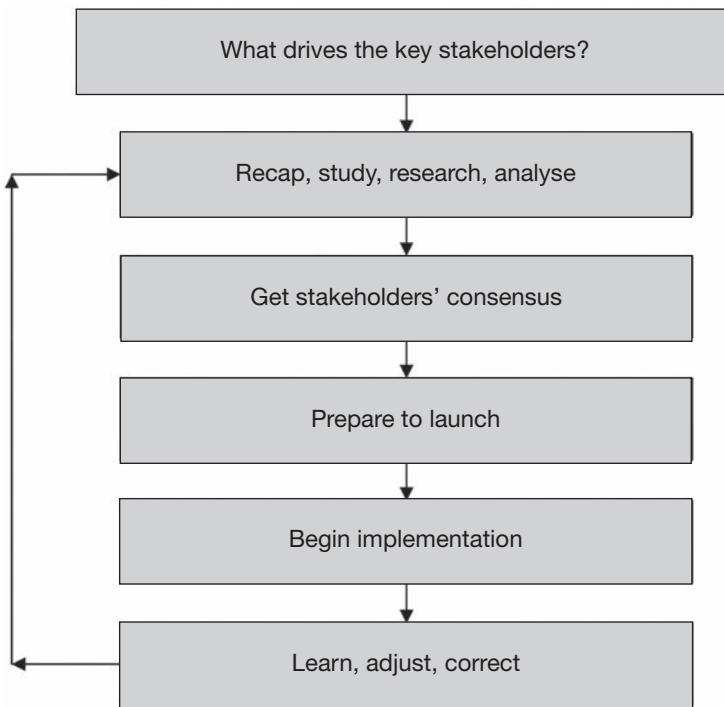 What drives the key stakeholders?
Recap, study, research, analyse
Get stakeholders’ consensus
Prepare to launch
Begin implementation
Learn, adjust, correct